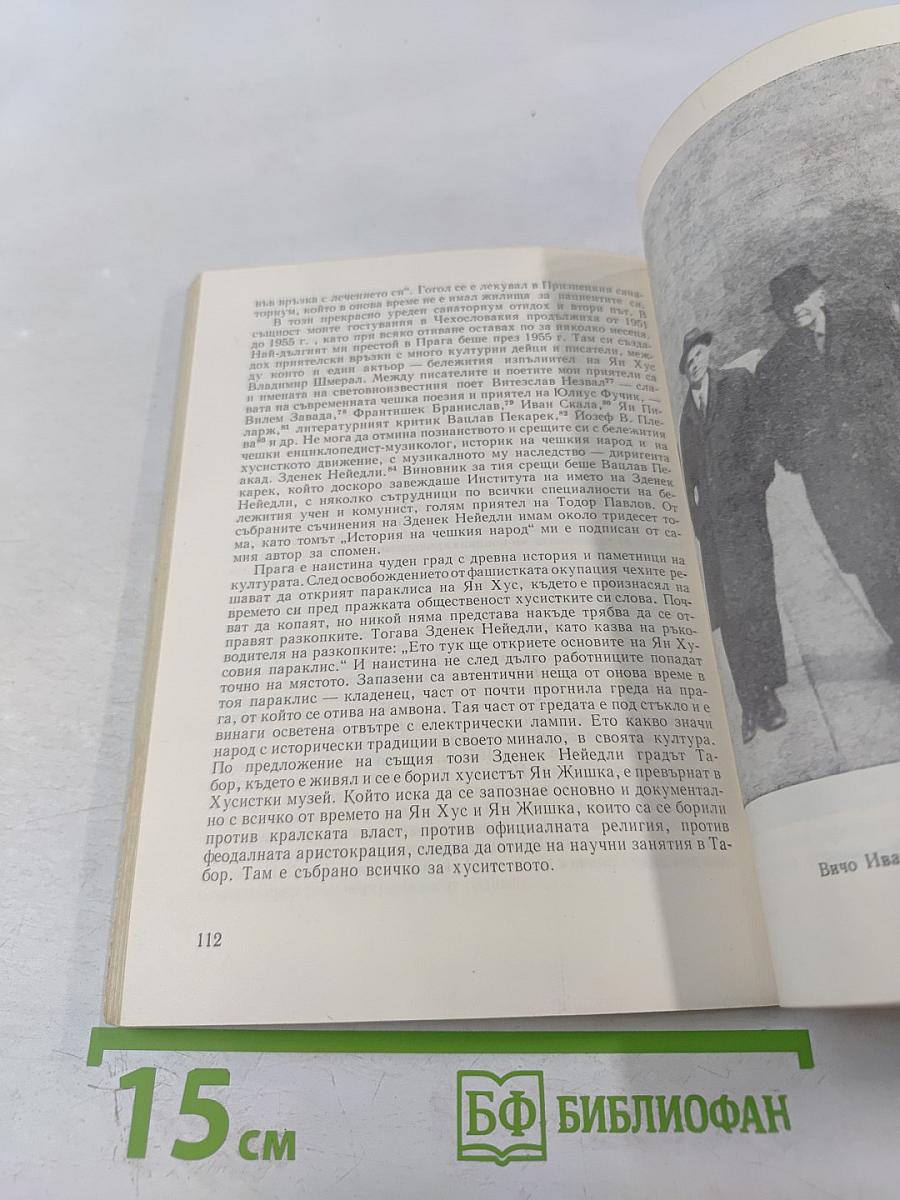 във връзка с лечението си“. Гогол се е лекувал в Призненкия сана-
ториум, който в онова време не е имал жилища за пациентите си.
В този прекрасно уреден санаториум отидох и втори път. В
същност моите гостувания в Чехословакия продължиха от 1951
до 1955 г. , като при всяко отиване оставах по за няколко месеца.
Най-дългият ми престой в Прага беше през 1955 г. Там си създа-
дох приятелски връзки с много културни дейци и писатели, меж-
ду които и един актьор — бележития изпълнител на Ян Хус
Владимир Шмерал. Между писателите и поетите мои приятели са
и имената на световноизвестния поет Витезслав Незвал⁷⁷ — сла-
вата на съвременната чешка поезия и приятел на Юлиус Фучик, —
Вилем Завада,⁷⁸ Франтишек Бранислав,⁷⁹ Иван Скала,⁸⁰ Ян Пи-
ларж,⁸¹ литературният критик Вацлав Пекарек,⁸² Йозеф В. Пле-
ва⁸³ и др. Не мога да отмина познанството и срещите си с бележития
чешки енциклопедист-музиколог, историк на чешкия народ и на
хуситското движение, с музикалното му наследство — диригента
акад. Зденек Нейедли.⁸⁴ Виновник за тия срещи беше Вацлав Пе-
карек, който доскоро завеждаше Института на името на Зденек
Нейедли, с няколко сътрудници по всички специалности на бе-
лежития учен и комунист, голям приятел на Тодор Павлов. От
събраните съчинения на Зденек Нейедли имам около тридесет то-
ма, като томът „История на чешкия народ“ ми е подписан от са-
мия автор за спомен.
Прага е наистина чуден град с древна история и паметници на
културата. След освобождението от фашистката окупация чехите ре-
шават да открият параклиса на Ян Хус, където е произнасял на
времето си пред пражката общественост хусистките си слова. Поч-
ват да копаят, но никой няма представа накъде трябва да се от-
правят разкопките. Тогава Зденек Нейедли, като казва на ръко-
водителя на разкопките: „Ето тук ще откриете основите на Ян Ху-
совия параклис.“ И наистина не след дълго работниците попадат
точно на мястото. Запазени са автентични неща от онова време в
тоя параклис — кладенец, част от почти прогнила греда на пра-
га, от който се отива на амвона. Тая част от гредата е под стъкло и е
винаги осветена отвътре с електрически лампи. Ето какво значи
народ с исторически традиции в своето минало, в своята култура.
По предложение на същия този Зденек Нейедли градът Та-
бор, където е живял и се е борил хусистът Ян Жишка, е превърнат в
Хусистки музей. Който иска да се запознае основно и документал-
но с всичко от времето на Ян Хус и Ян Жишка, които са се борили
против кралската власт, против официалната религия, против
феодалната аристокрация, следва да отиде на научни занятия в Та-
бор. Там е събрано всичко за хуситството.
112
Вичо Ива
15 см
БФ БИБЛИОФАН